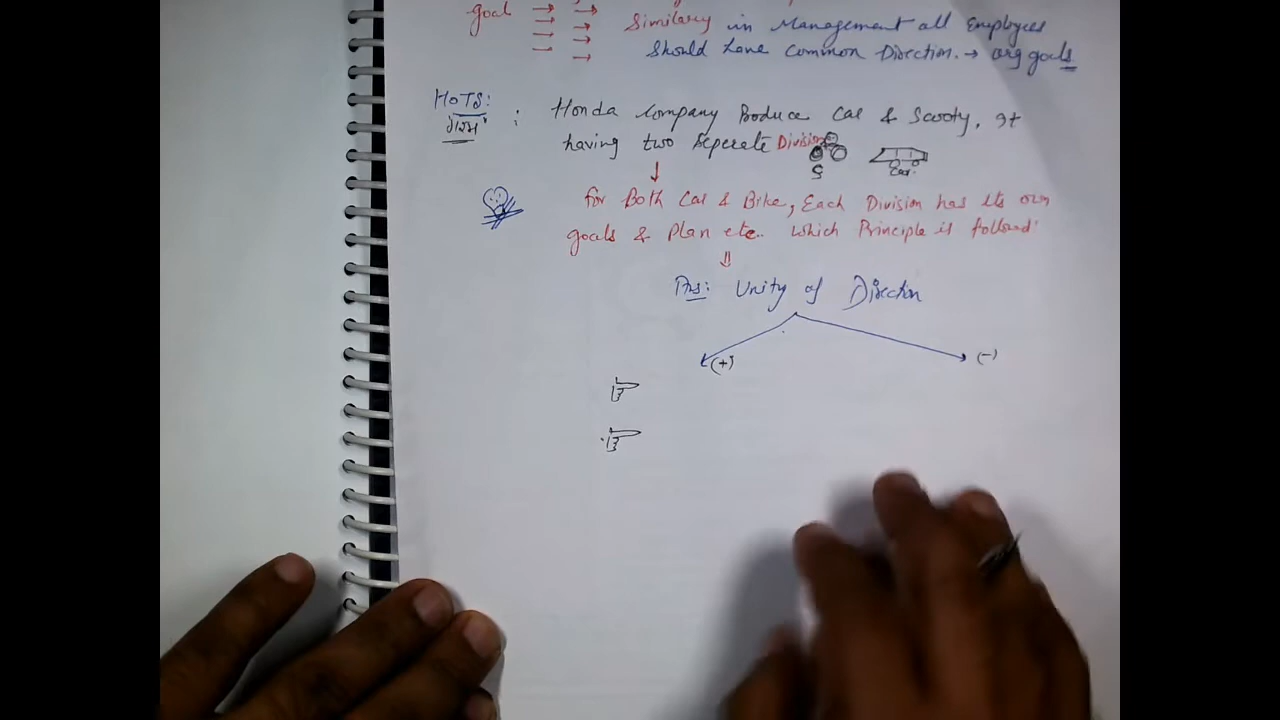 goal Similary in Management all Employees
should have Common Direction. → org goals
HOTS: Honda Company Produce Car & Scooty, It
गरम : having two Seperate Division
S Car.
For Both Car & Bike, Each Division has its own
goals & Plan etc.. Which Principle is followed:
Ans: Unity of Direction
(+) (-)